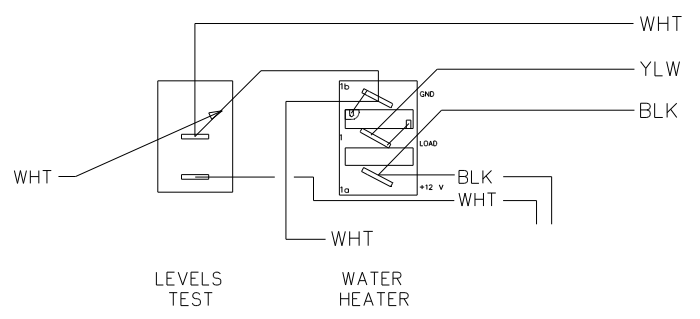 WHT
YLW
1b
GND
BLK
1
LOAD
WHT
BLK
1a
+12 V
WHT
WHT
LEVELS
TEST
WATER
HEATER